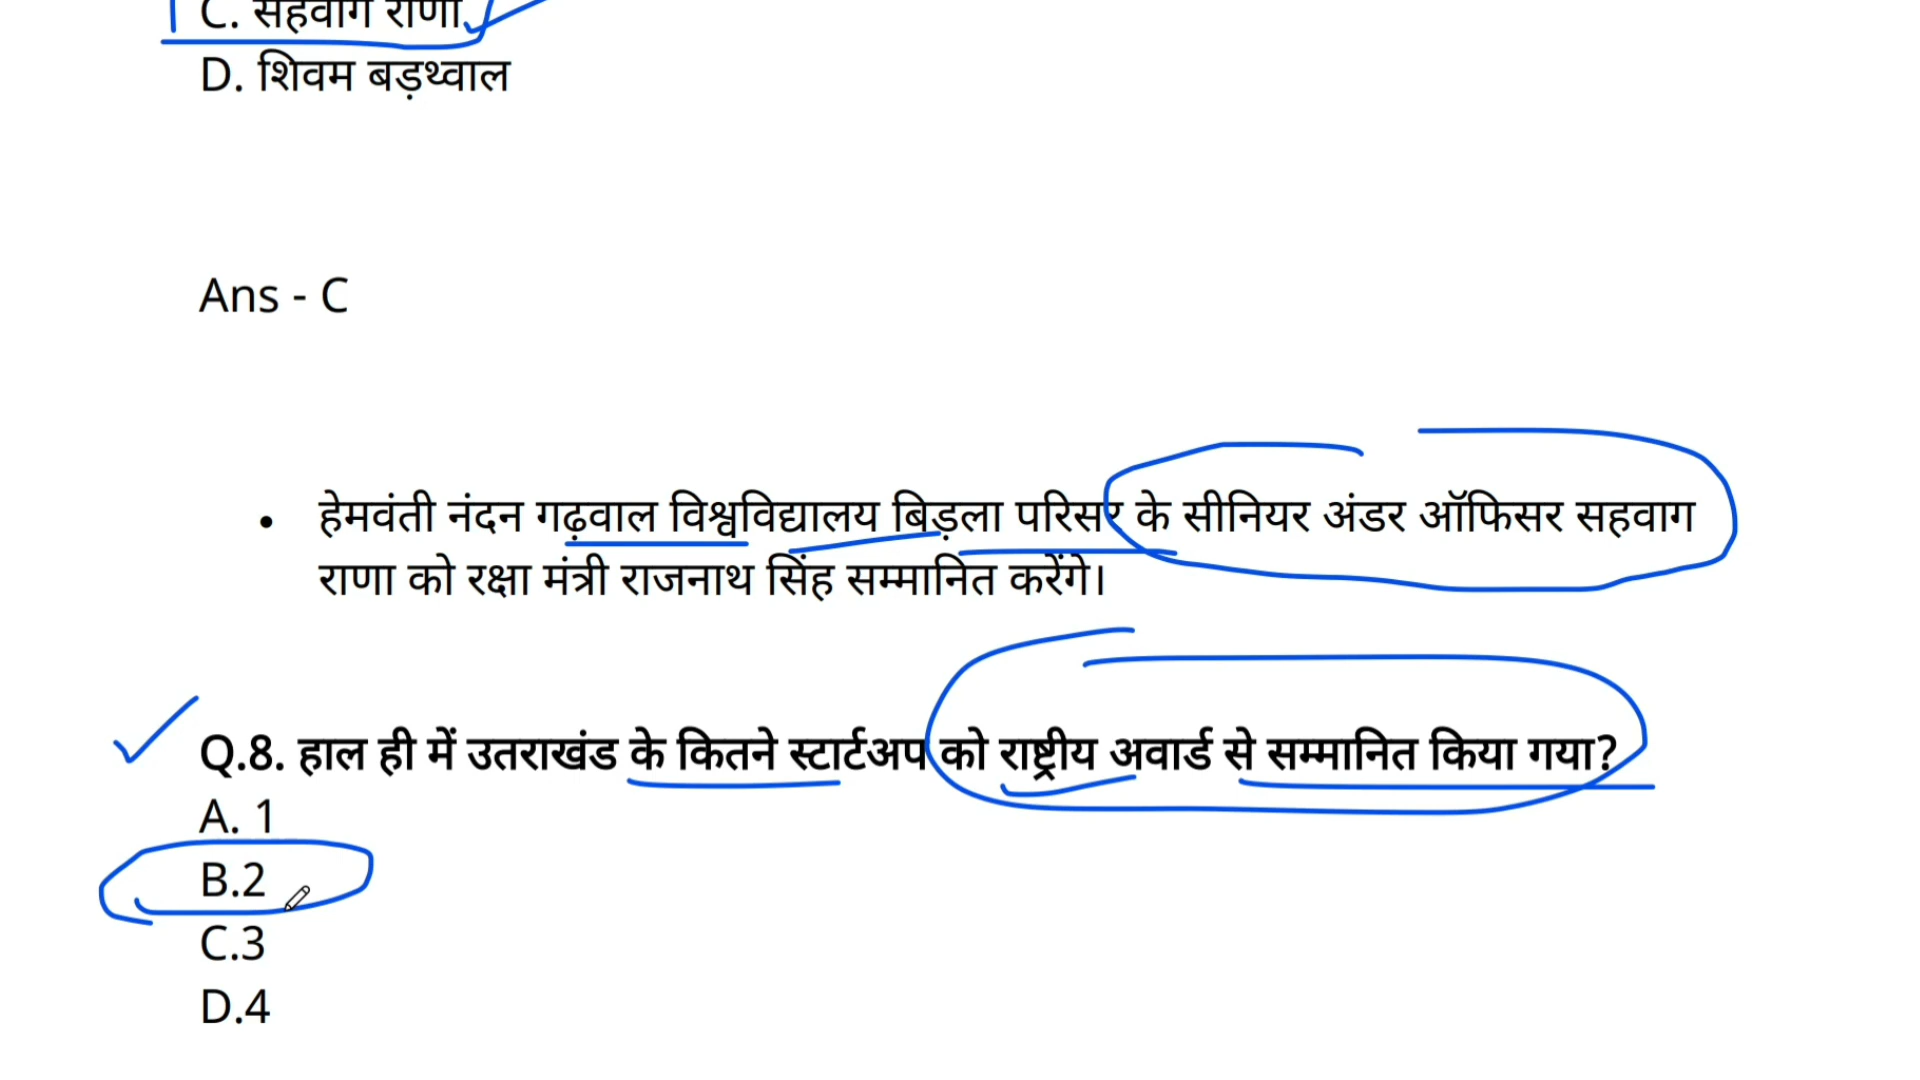 C. सहवाग राणा
D. शिवम बड़थ्वाल
Ans - C
• हेमवंती नंदन गढ़वाल विश्वविद्यालय बिड़ला परिसर के सीनियर अंडर ऑफिसर सहवाग
राणा को रक्षा मंत्री राजनाथ सिंह सम्मानित करेंगे।
Q.8. हाल ही में उतराखंड के कितने स्टार्टअप को राष्ट्रीय अवार्ड से सम्मानित किया गया?
A. 1
B.2
C.3
D.4